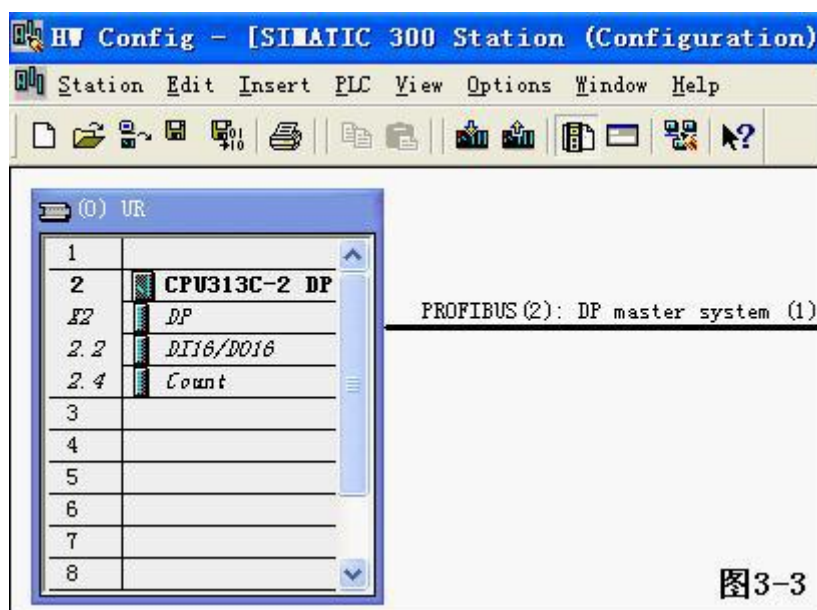 HW Config - [SIMATIC 300 Station (Configuration)
Station Edit Insert PLC View Options Window Help
(0) UR
1
2 CPU313C-2 DP
X2 DP
PROFIBUS(2): DP master system (1)
2.2 DI16/DO16
2.4 Count
3
4
5
6
7
8
图3-3